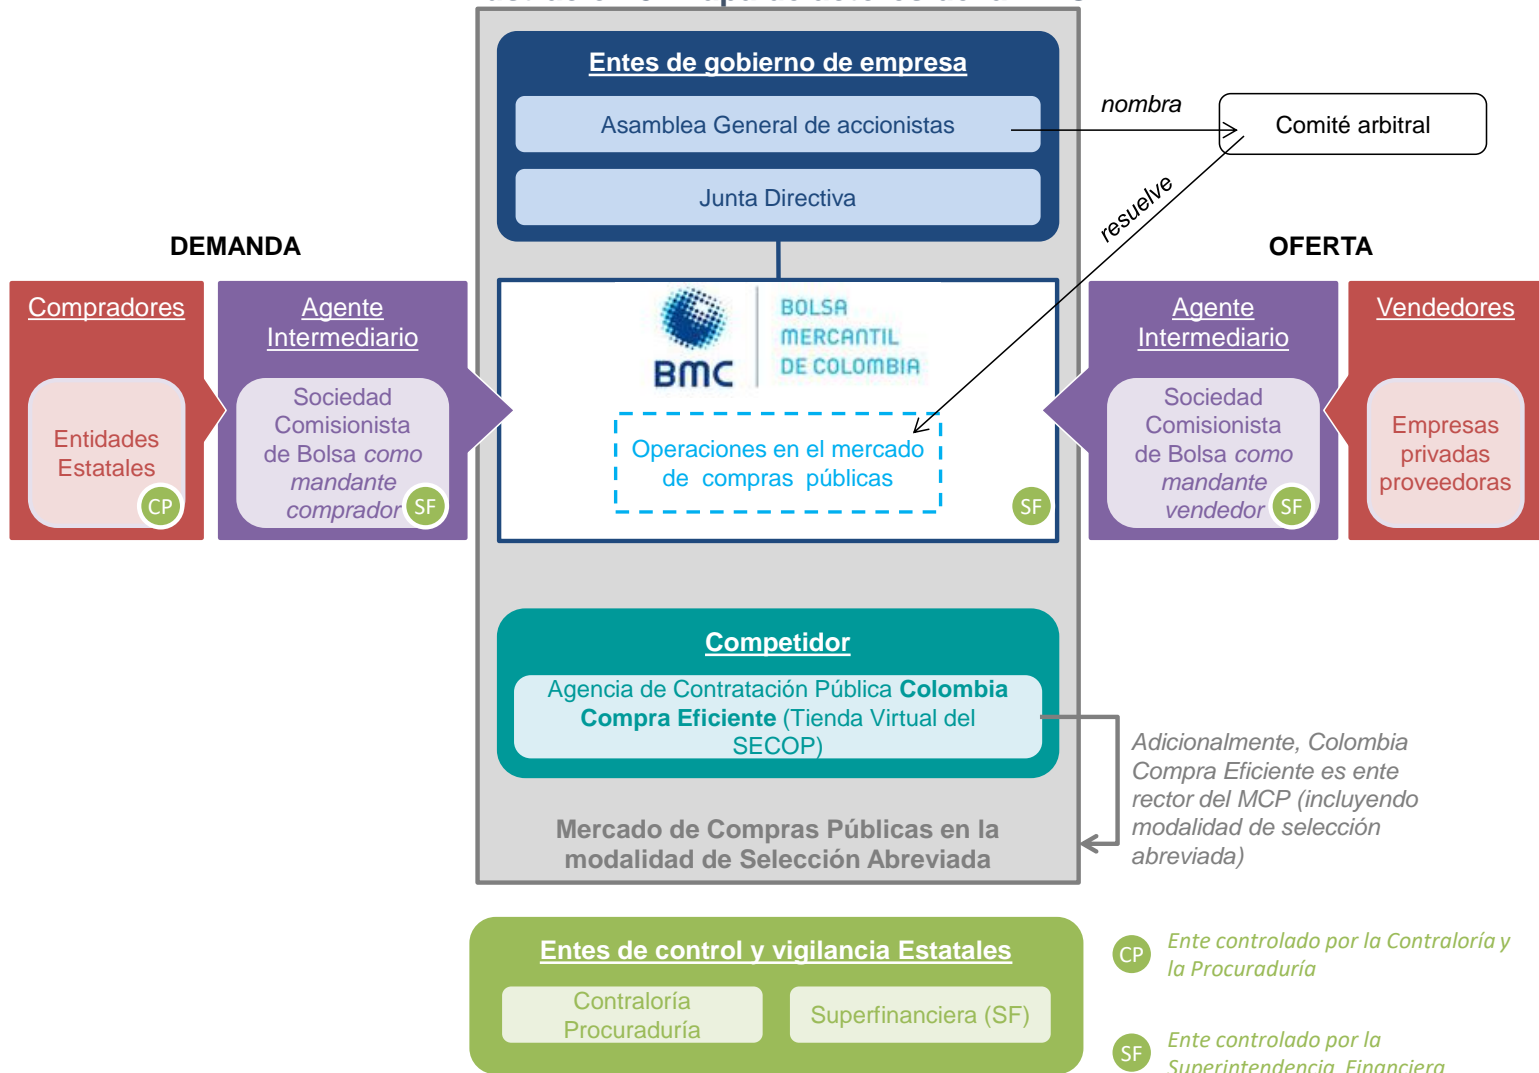 Entes de gobierno de empresa
Asamblea General de accionistas
Junta Directiva
nombra
Comité arbitral
resuelve
DEMANDA
OFERTA
Compradores
Entidades
Estatales
CP
Agente
Intermediario
Sociedad
Comisionista
de Bolsa como
mandante
comprador
SF
BMC
BOLSA
MERCANTIL
DE COLOMBIA
Operaciones en el mercado
de compras públicas
SF
Agente
Intermediario
Sociedad
Comisionista
de Bolsa como
mandante
vendedor
SF
Vendedores
Empresas
privadas
proveedoras
Competidor
Agencia de Contratación Pública Colombia
Compra Eficiente (Tienda Virtual del
SECOP)
Adicionalmente, Colombia
Compra Eficiente es ente
rector del MCP (incluyendo
modalidad de selección
abreviada)
Mercado de Compras Públicas en la
modalidad de Selección Abreviada
Entes de control y vigilancia Estatales
Contraloría
Procuraduría
Superfinanciera (SF)
CP
Ente controlado por la Contraloría y
la Procuraduría
SF
Ente controlado por la
Superintendencia Financiera